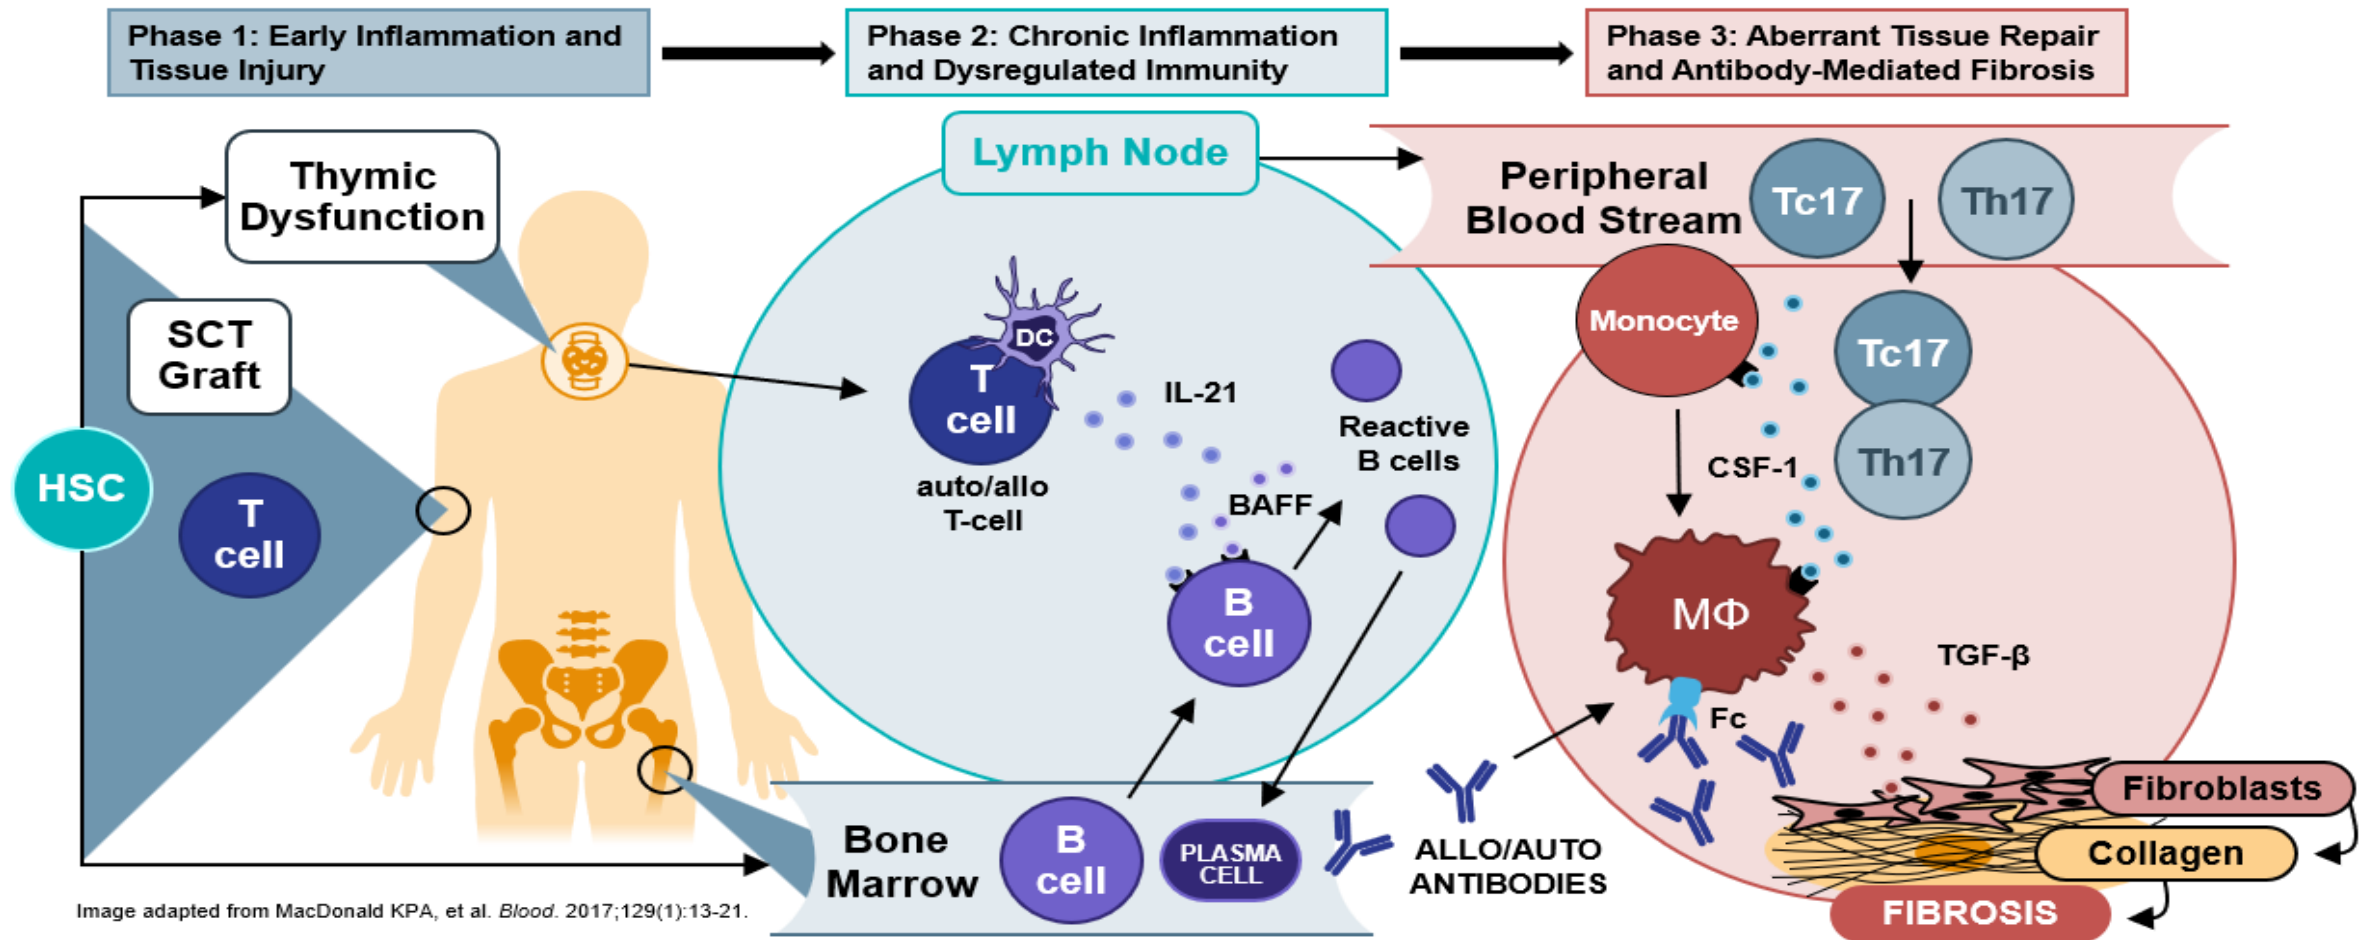 Phase 1: Early Inflammation and
Tissue Injury
Phase 2: Chronic Inflammation
and Dysregulated Immunity
Phase 3: Aberrant Tissue Repair
and Antibody-Mediated Fibrosis
Thymic
Dysfunction
SCT
Graft
HSC
T
cell
Lymph Node
DC
T
cell
auto/allo
T-cell
IL-21
BAFF
Reactive
B cells
B
cell
Bone
Marrow
B
cell
PLASMA
CELL
ALLO/AUTO
ANTIBODIES
Peripheral
Blood Stream
Tc17
Th17
Monocyte
Tc17
Th17
CSF-1
MΦ
Fc
TGF-β
Fibroblasts
Collagen
FIBROSIS
Image adapted from MacDonald KPA, et al. Blood. 2017;129(1):13-21.